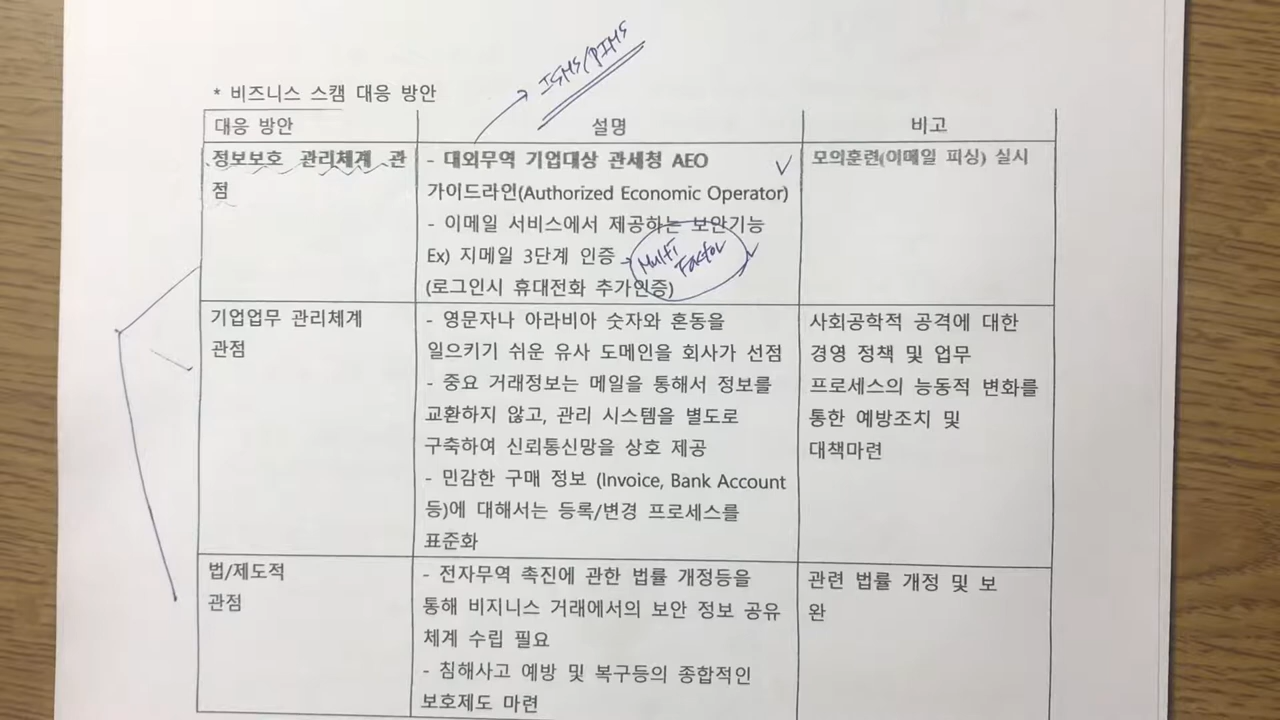 ISMS/PIMS
* 비즈니스 스캠 대응 방안
대응 방안
설명
비고
정보보호 관리체계 관
점
- 대외무역 기업대상 관세청 AEO
가이드라인(Authorized Economic Operator)
- 이메일 서비스에서 제공하는 보안기능
Ex) 지메일 3단계 인증
Multi
Factor
(로그인시 휴대전화 추가인증)
모의훈련(이메일 피싱) 실시
기업업무 관리체계
관점
- 영문자나 아라비아 숫자와 혼동을
일으키기 쉬운 유사 도메인을 회사가 선점
- 중요 거래정보는 메일을 통해서 정보를
교환하지 않고, 관리 시스템을 별도로
구축하여 신뢰통신망을 상호 제공
- 민감한 구매 정보 (Invoice, Bank Account
등)에 대해서는 등록/변경 프로세스를
표준화
사회공학적 공격에 대한
경영 정책 및 업무
프로세스의 능동적 변화를
통한 예방조치 및
대책마련
법/제도적
관점
- 전자무역 촉진에 관한 법률 개정등을
통해 비지니스 거래에서의 보안 정보 공유
체계 수립 필요
- 침해사고 예방 및 복구등의 종합적인
보호제도 마련
관련 법률 개정 및 보
완